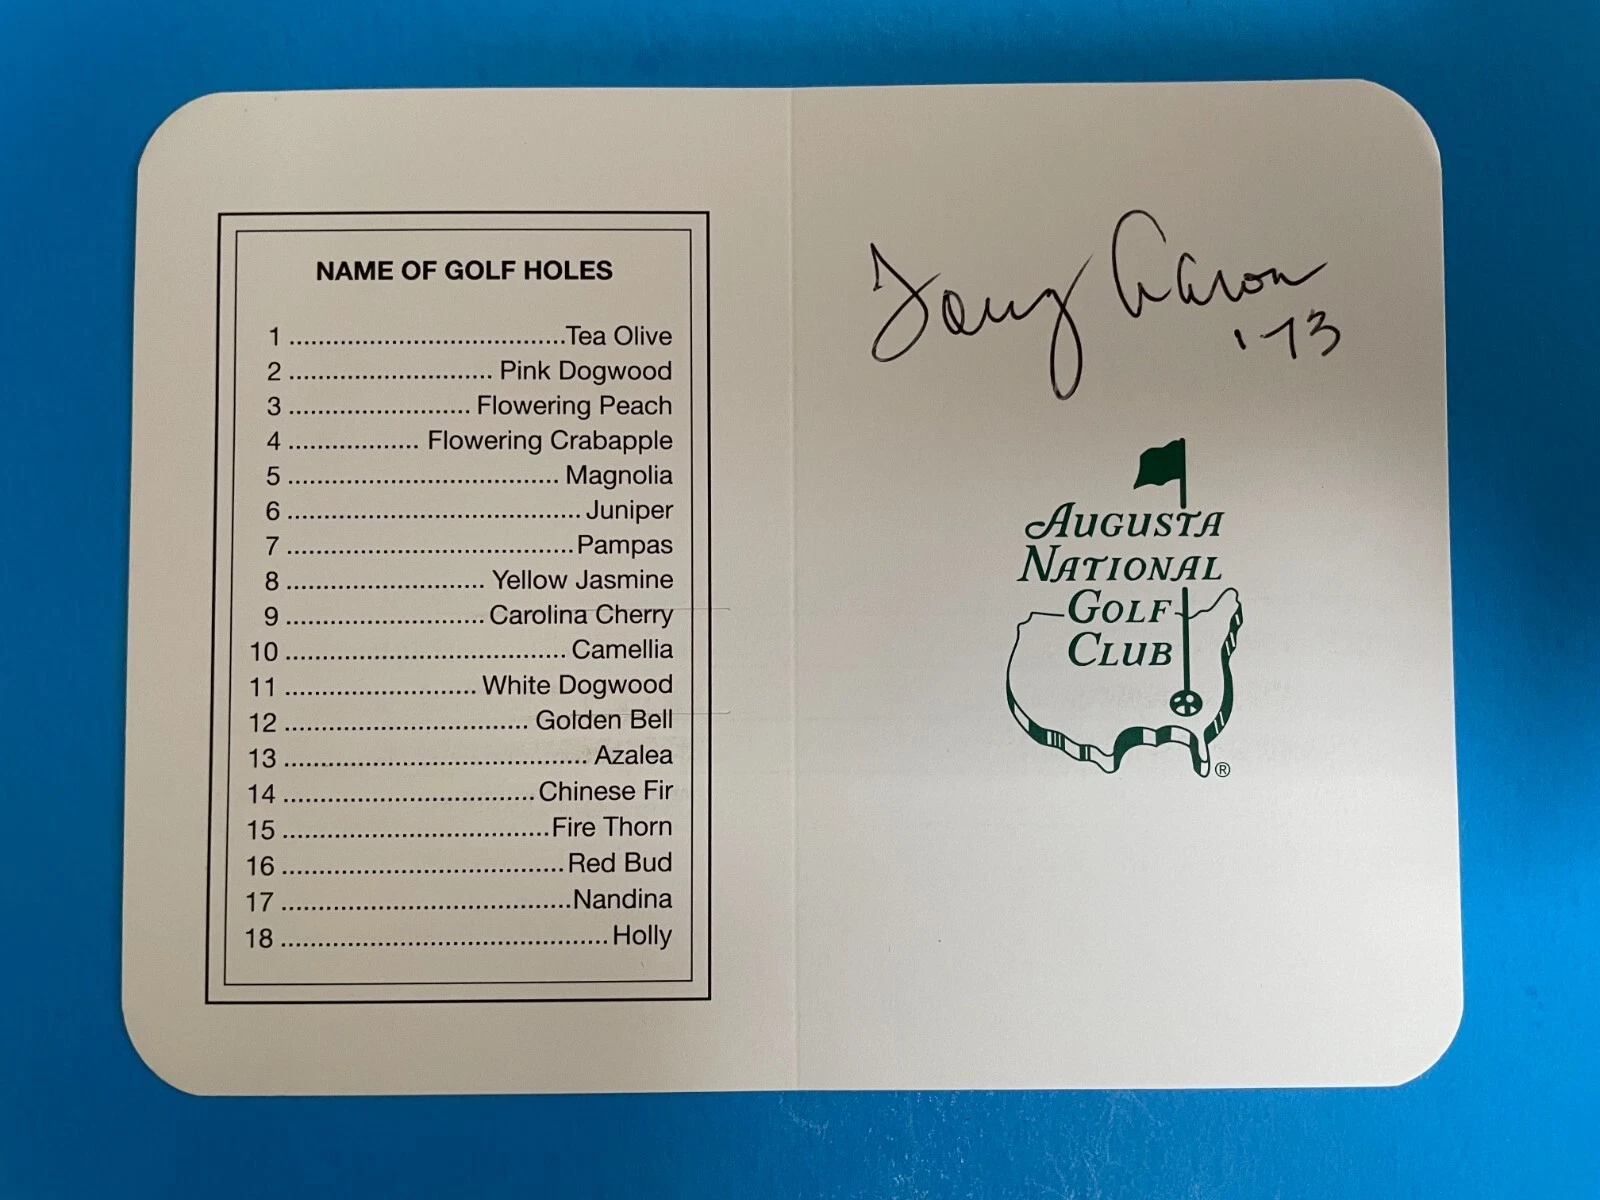 NAME OF GOLF HOLES
1 ..................................... Tea Olive
2 ........................... Pink Dogwood
3 ........................ Flowering Peach
4 .................. Flowering Crabapple
5 .................................... Magnolia
6 ....................................... Juniper
7 ...................................... Pampas
8 .......................... Yellow Jasmine
9 .......................... Carolina Cherry
10 ..................................... Camellia
11 ......................... White Dogwood
12 ................................ Golden Bell
13 ........................................ Azalea
14 ................................. Chinese Fir
15 ................................... Fire Thorn
16 ..................................... Red Bud
17 ...................................... Nandina
18 ........................................... Holly
Tommy Aaron
'73
AUGUSTA
NATIONAL
GOLF
CLUB
®